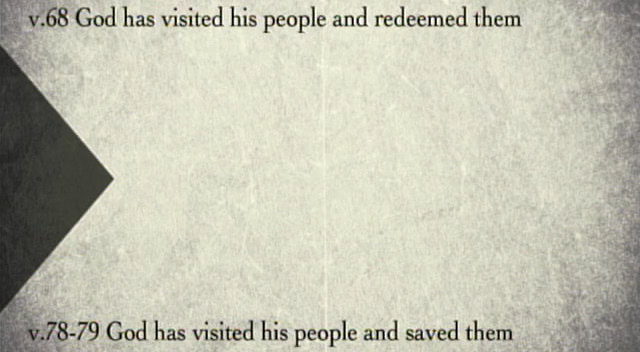 v.68 God has visited his people and redeemed them
v.78-79 God has visited his people and saved them